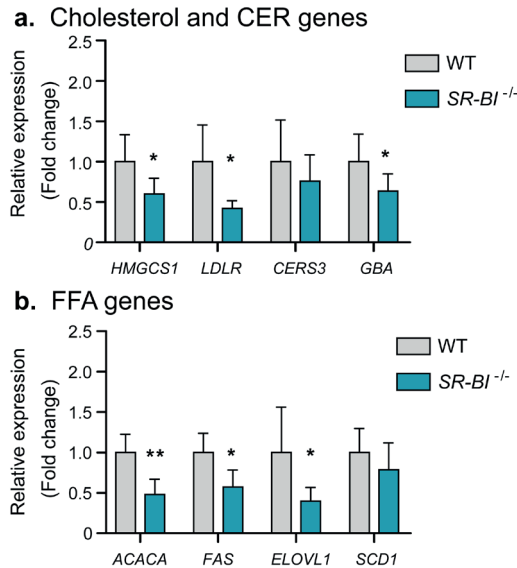 a. Cholesterol and CER genes
Relative expression
(Fold change)
2.5
2.0
1.5
1.0
0.5
0
* * *
HMGCS1 LDLR CERS3 GBA
WT
SR-BI -/-
b. FFA genes
Relative expression
(Fold change)
2.5
2.0
1.5
1.0
0.5
0
** * *
ACACA FAS ELOVL1 SCD1
WT
SR-BI -/-